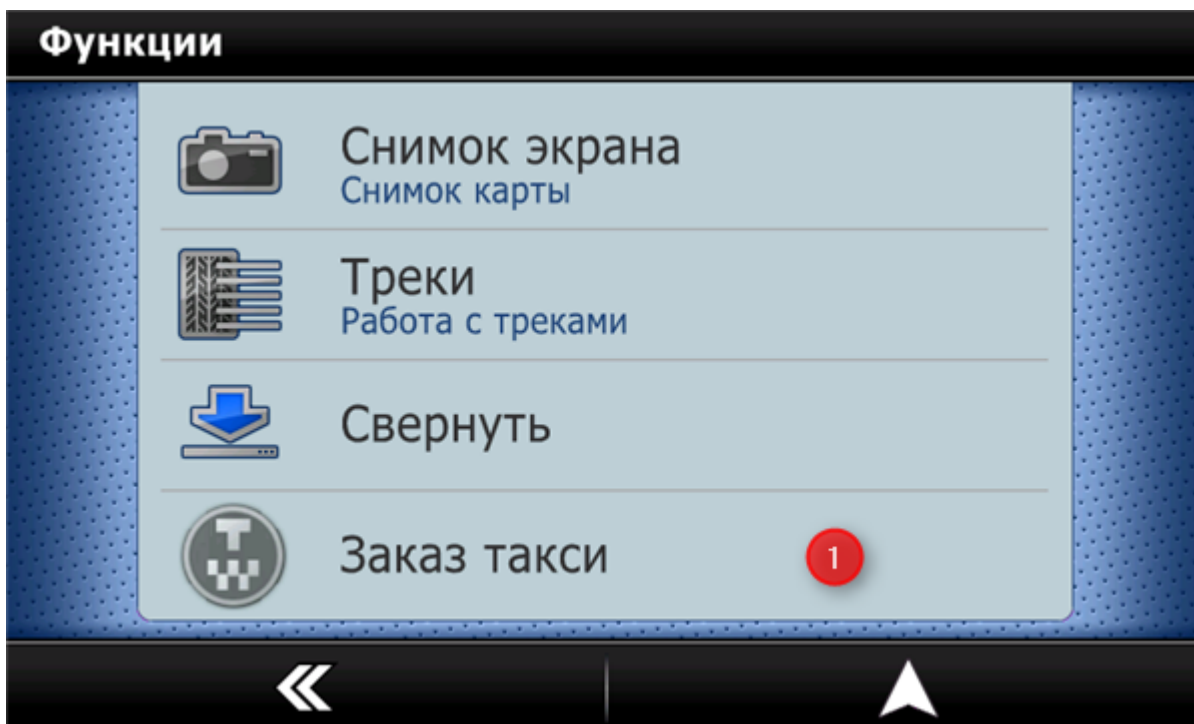 Функции
Снимок экрана
Снимок карты
Треки
Работа с треками
Свернуть
Заказ такси
1